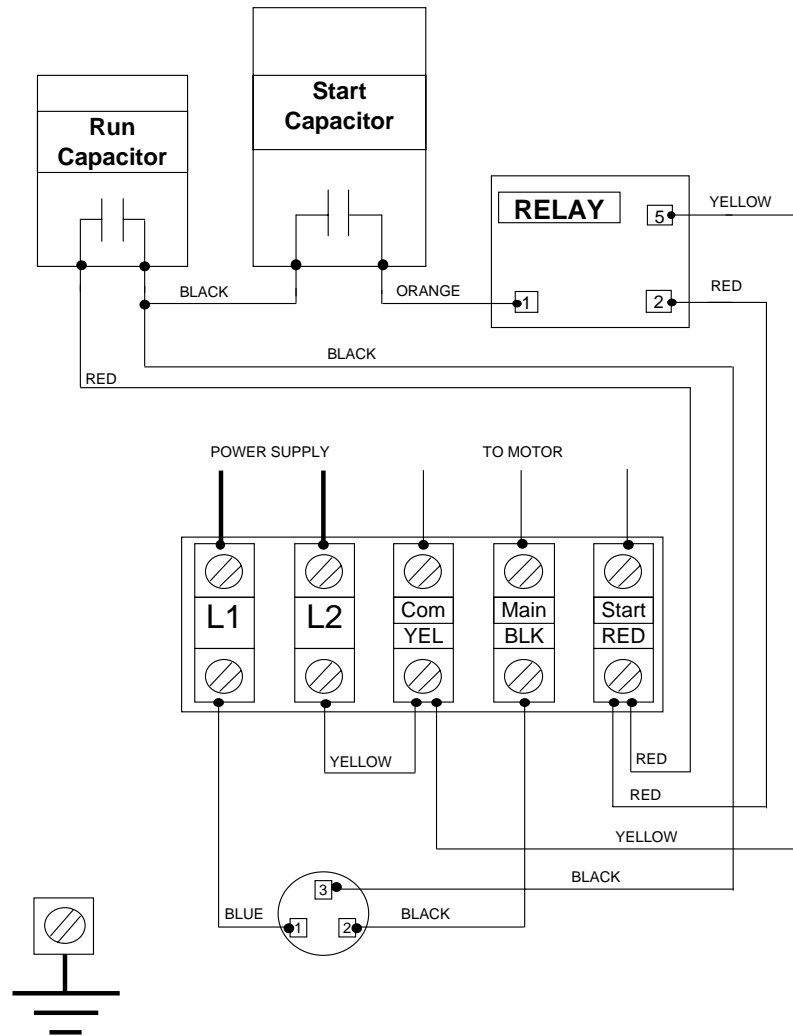 Start
Capacitor
Run
Capacitor
RELAY
5
YELLOW
1
2
RED
BLACK
ORANGE
BLACK
RED
POWER SUPPLY
TO MOTOR
L1
L2
Com
YEL
Main
BLK
Start
RED
YELLOW
RED
RED
YELLOW
BLACK
3
BLUE
1
2
BLACK